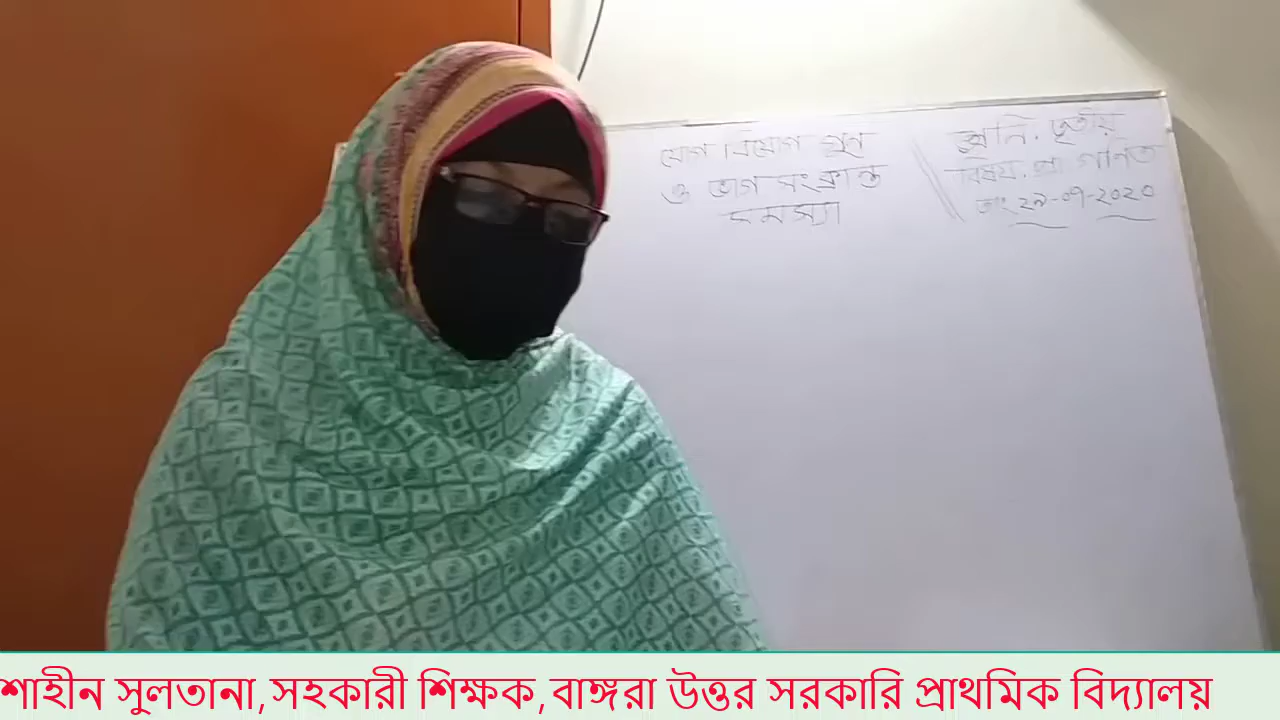 যোগ বিয়োগ গুণ
ও ভাগ সংক্রান্ত
সমস্যা
শ্রেনি. তৃতীয়
বিষয়. প্রা গণিত
তাং ২৯-০৭-২০২০
শাহীন সুলতানা,সহকারী শিক্ষক,বাঙ্গরা উত্তর সরকারি প্রাথমিক বিদ্যালয়